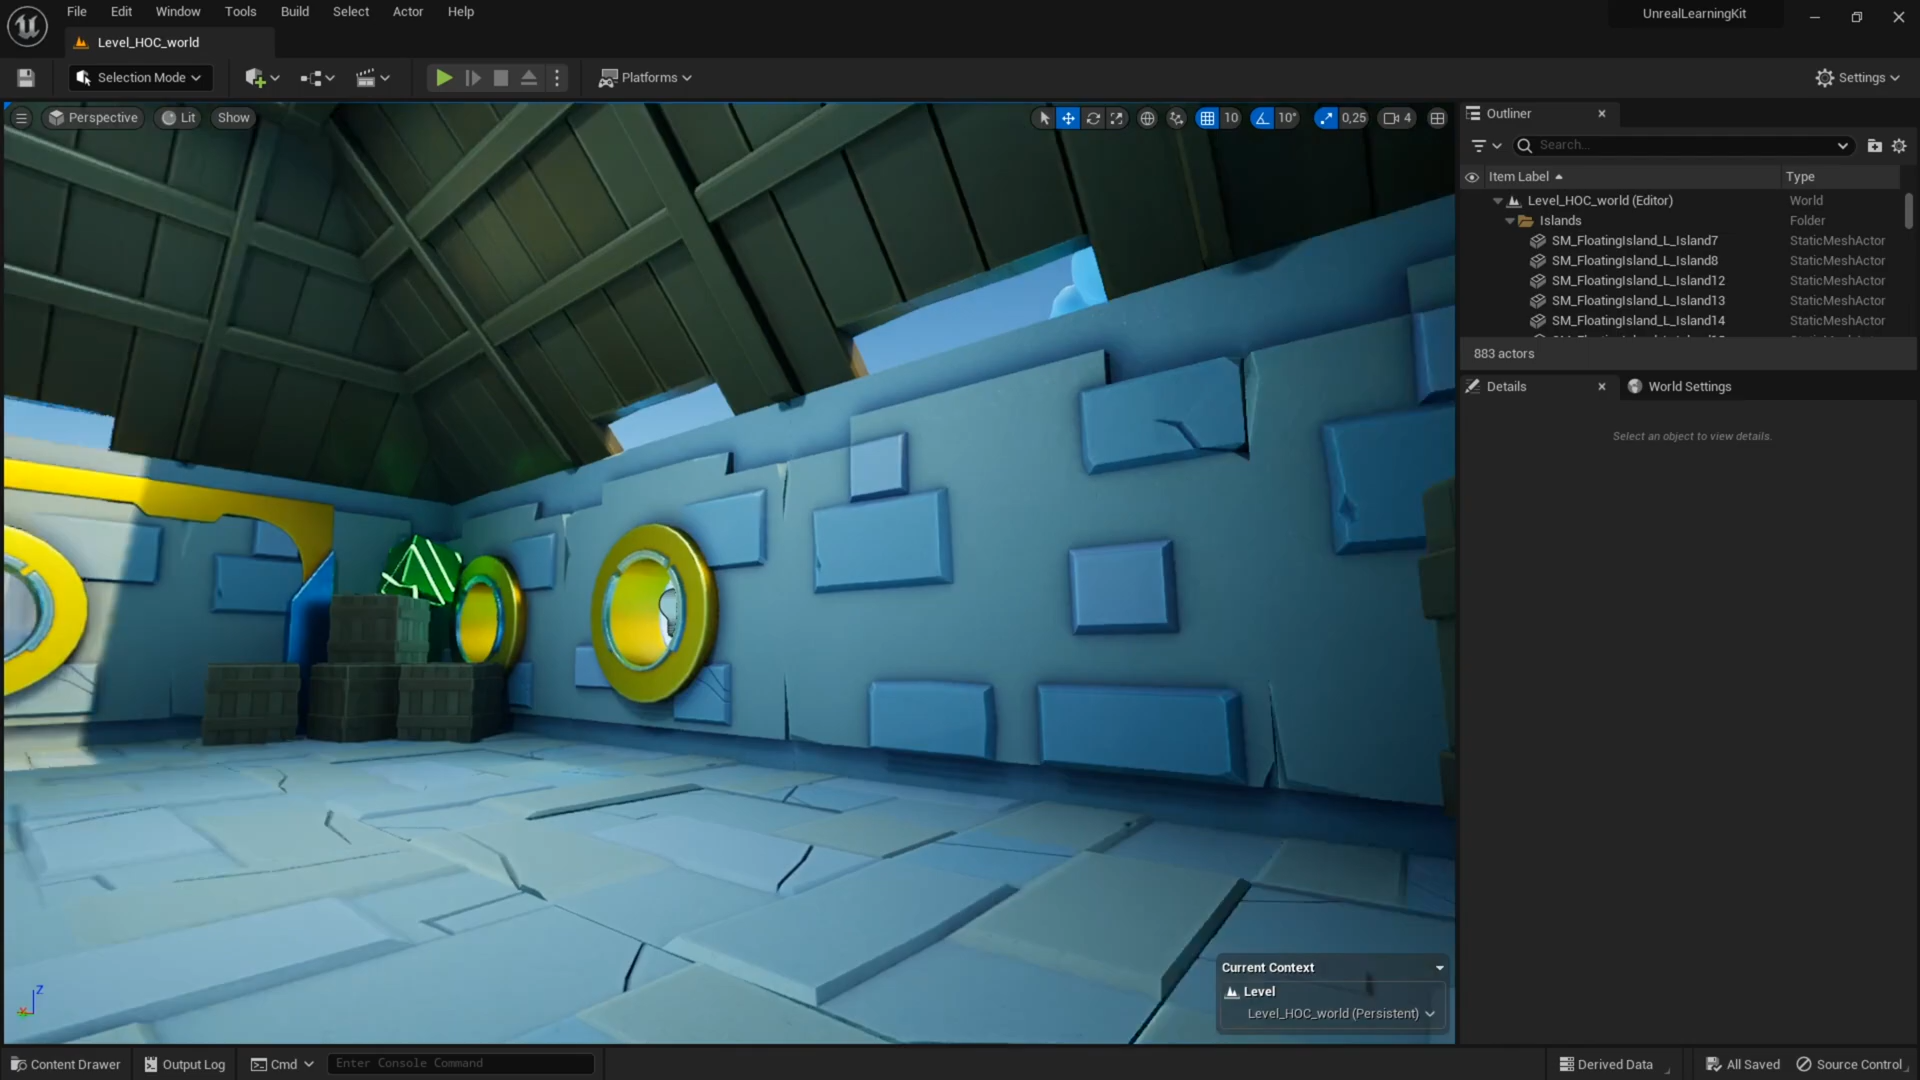 File Edit Window Tools Build Select Actor Help
UnrealLearningKit
Level_HOC_world
Selection Mode
Platforms
Settings
Perspective Lit Show
10 10° 0,25 4
Outliner
Search...
Item Label Type
Level_HOC_world (Editor) World
Islands Folder
SM_FloatingIsland_L_Island7 StaticMeshActor
SM_FloatingIsland_L_Island8 StaticMeshActor
SM_FloatingIsland_L_Island12 StaticMeshActor
SM_FloatingIsland_L_Island13 StaticMeshActor
SM_FloatingIsland_L_Island14 StaticMeshActor
883 actors
Details World Settings
Select an object to view details.
Current Context
Level
Level_HOC_world (Persistent)
Z
Content Drawer Output Log Cmd Enter Console Command Derived Data All Saved Source Control